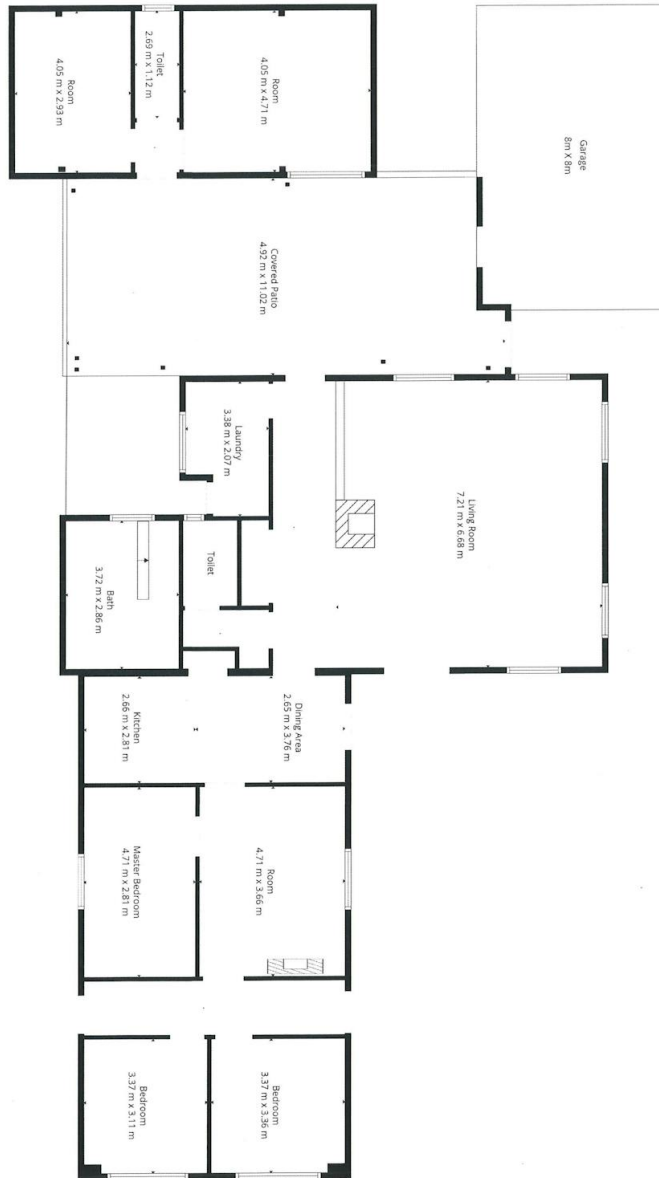 Room
4.05 m x 2.93 m
Toilet
2.69 m x 1.12 m
Room
4.05 m x 4.71 m
Garage
8m X 8m
Covered Patio
4.92 m x 11.02 m
Laundry
3.38 m x 2.07 m
Living Room
7.21 m x 6.68 m
Toilet
Bath
3.72 m x 2.86 m
Kitchen
2.66 m x 2.81 m
Dining Area
2.65 m x 3.76 m
Master Bedroom
4.71 m x 2.81 m
Room
4.71 m x 3.66 m
Bedroom
3.37 m x 3.11 m
Bedroom
3.37 m x 3.36 m